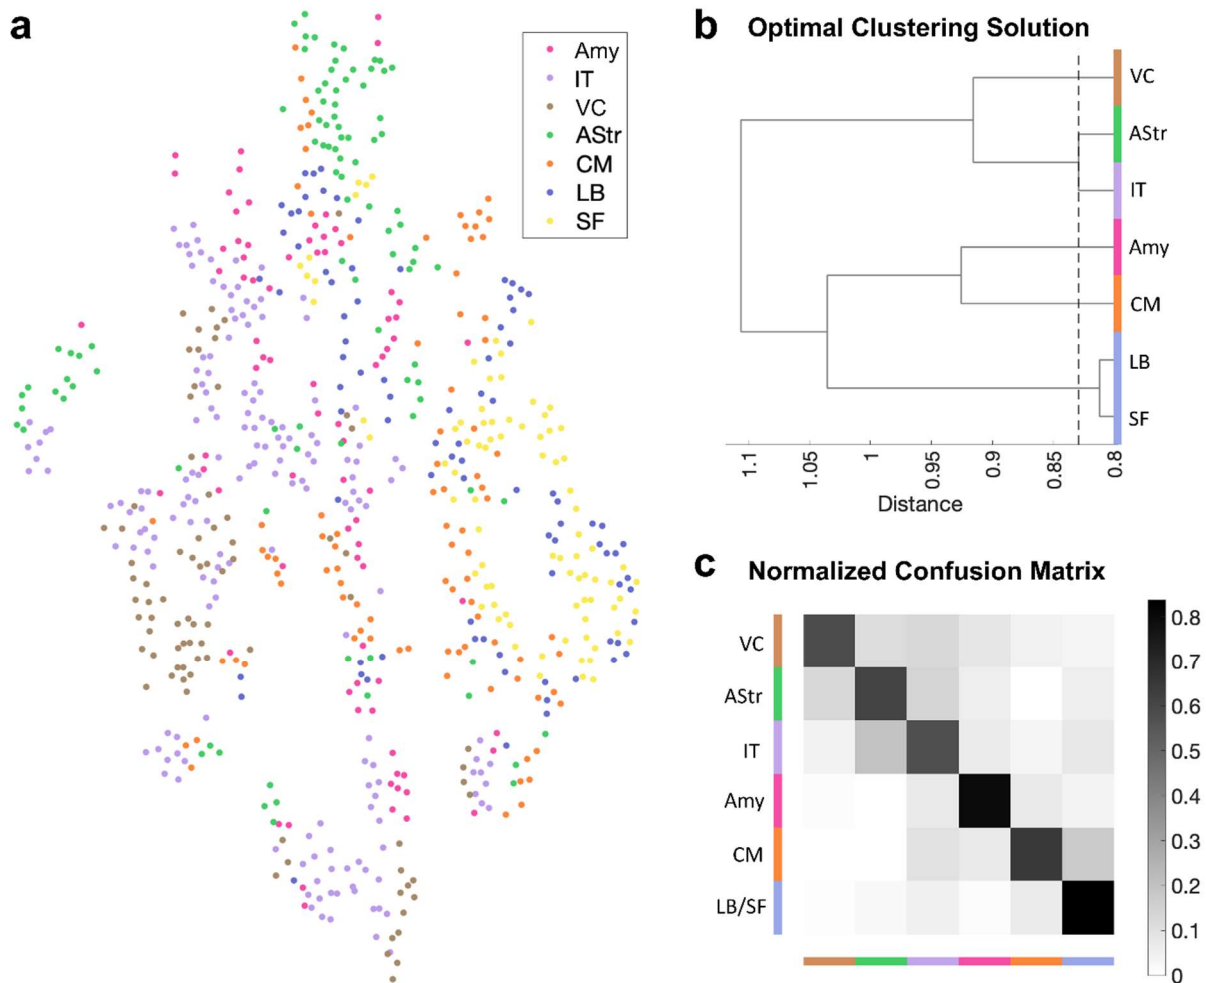 a
Amy
IT
VC
AStr
CM
LB
SF
b Optimal Clustering Solution
VC
AStr
IT
Amy
CM
LB
SF
1.1 1.05 1 0.95 0.9 0.85 0.8
Distance
c Normalized Confusion Matrix
VC
AStr
IT
Amy
CM
LB/SF
0.8
0.7
0.6
0.5
0.4
0.3
0.2
0.1
0